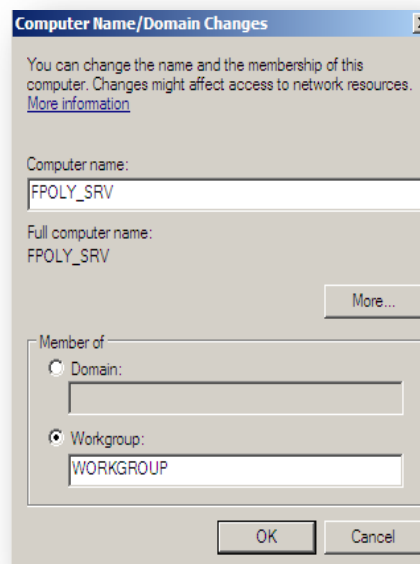 Computer Name/Domain Changes
You can change the name and the membership of this
computer. Changes might affect access to network resources.
More information
Computer name:
FPOLY_SRV
Full computer name:
FPOLY_SRV
More...
Member of
Domain:
Workgroup:
WORKGROUP
OK Cancel